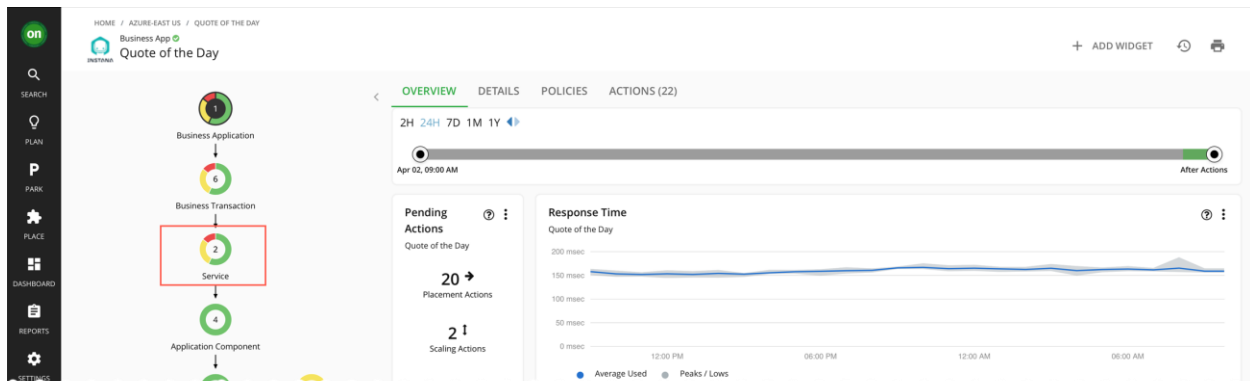 on
SEARCH
PLAN
P
PARK
PLACE
DASHBOARD
REPORTS
SETTINGS
HOME / AZURE-EAST US / QUOTE OF THE DAY
INSTANA
Business App
Quote of the Day
+ ADD WIDGET
1
Business Application
6
Business Transaction
2
Service
4
Application Component
OVERVIEW DETAILS POLICIES ACTIONS (22)
2H 24H 7D 1M 1Y
Apr 02, 09:00 AM
After Actions
Pending
Actions
Quote of the Day
20
Placement Actions
2
Scaling Actions
Response Time
Quote of the Day
200 msec
150 msec
100 msec
50 msec
0 msec
12:00 PM 06:00 PM 12:00 AM 06:00 AM
Average Used Peaks / Lows